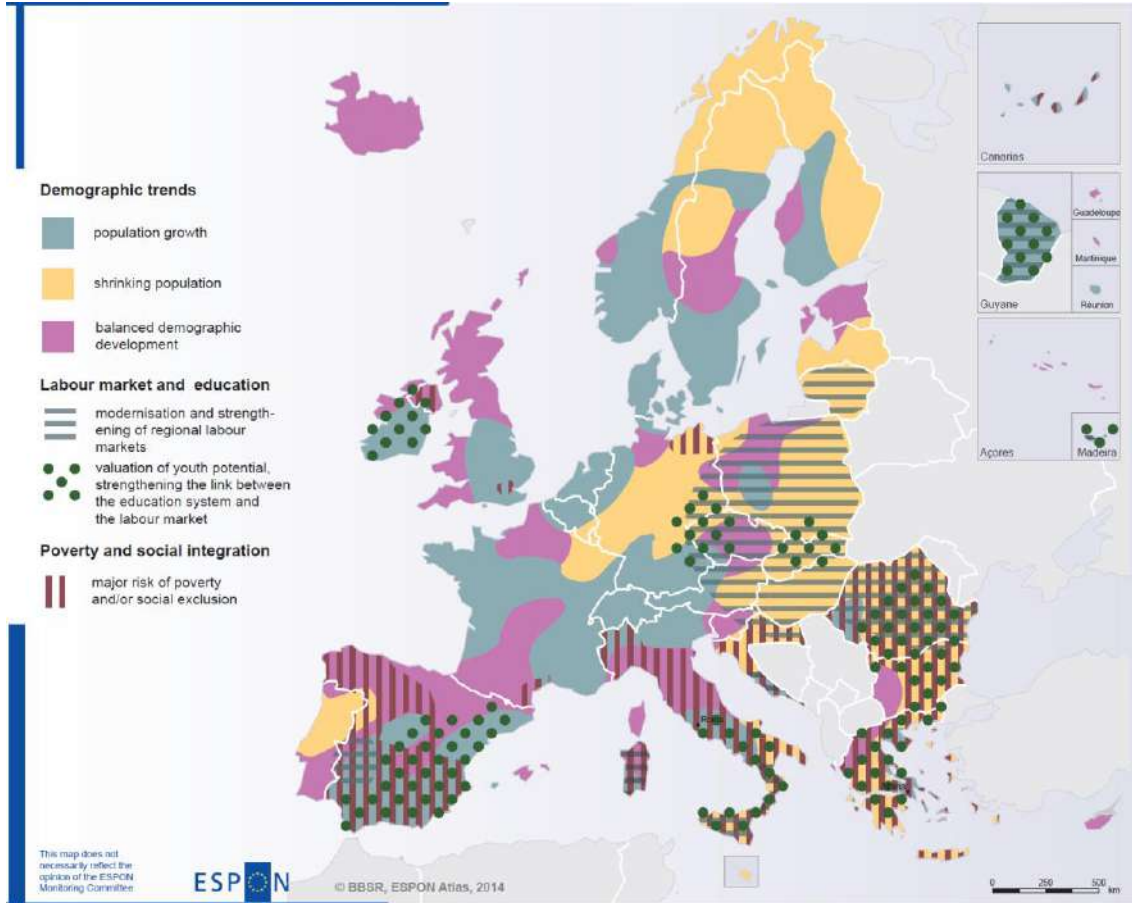 Demographic trends
population growth
shrinking population
balanced demographic
development
Labour market and education
modernisation and strength-
ening of regional labour
markets
valuation of youth potential,
strengthening the link between
the education system and
the labour market
Poverty and social integration
major risk of poverty
and/or social exclusion
Canarias
Guyane
Guadeloupe
Martinique
Réunion
Açores
Madeira
Roma
This map does not
necessarily reflect the
opinion of the ESPON
Monitoring Committee
ESPON
© BBSR, ESPON Atlas, 2014
0 250 500
km